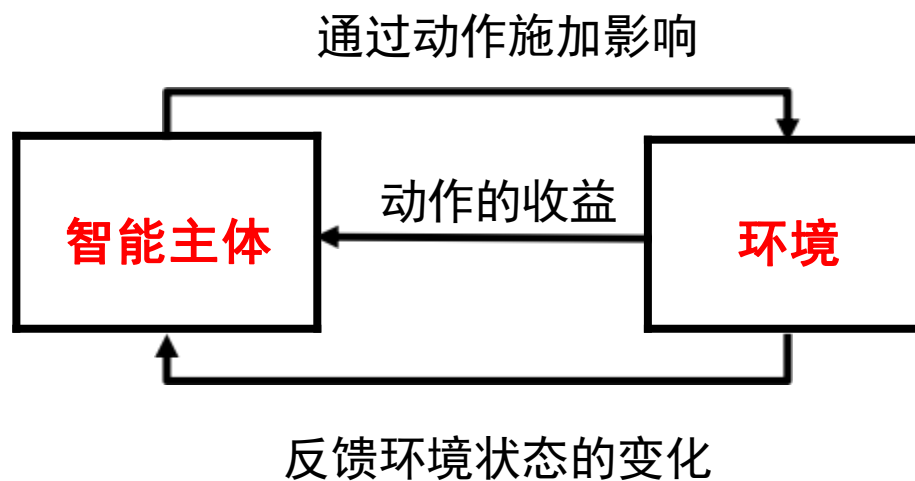 通过动作施加影响
动作的收益
智能主体
环境
反馈环境状态的变化